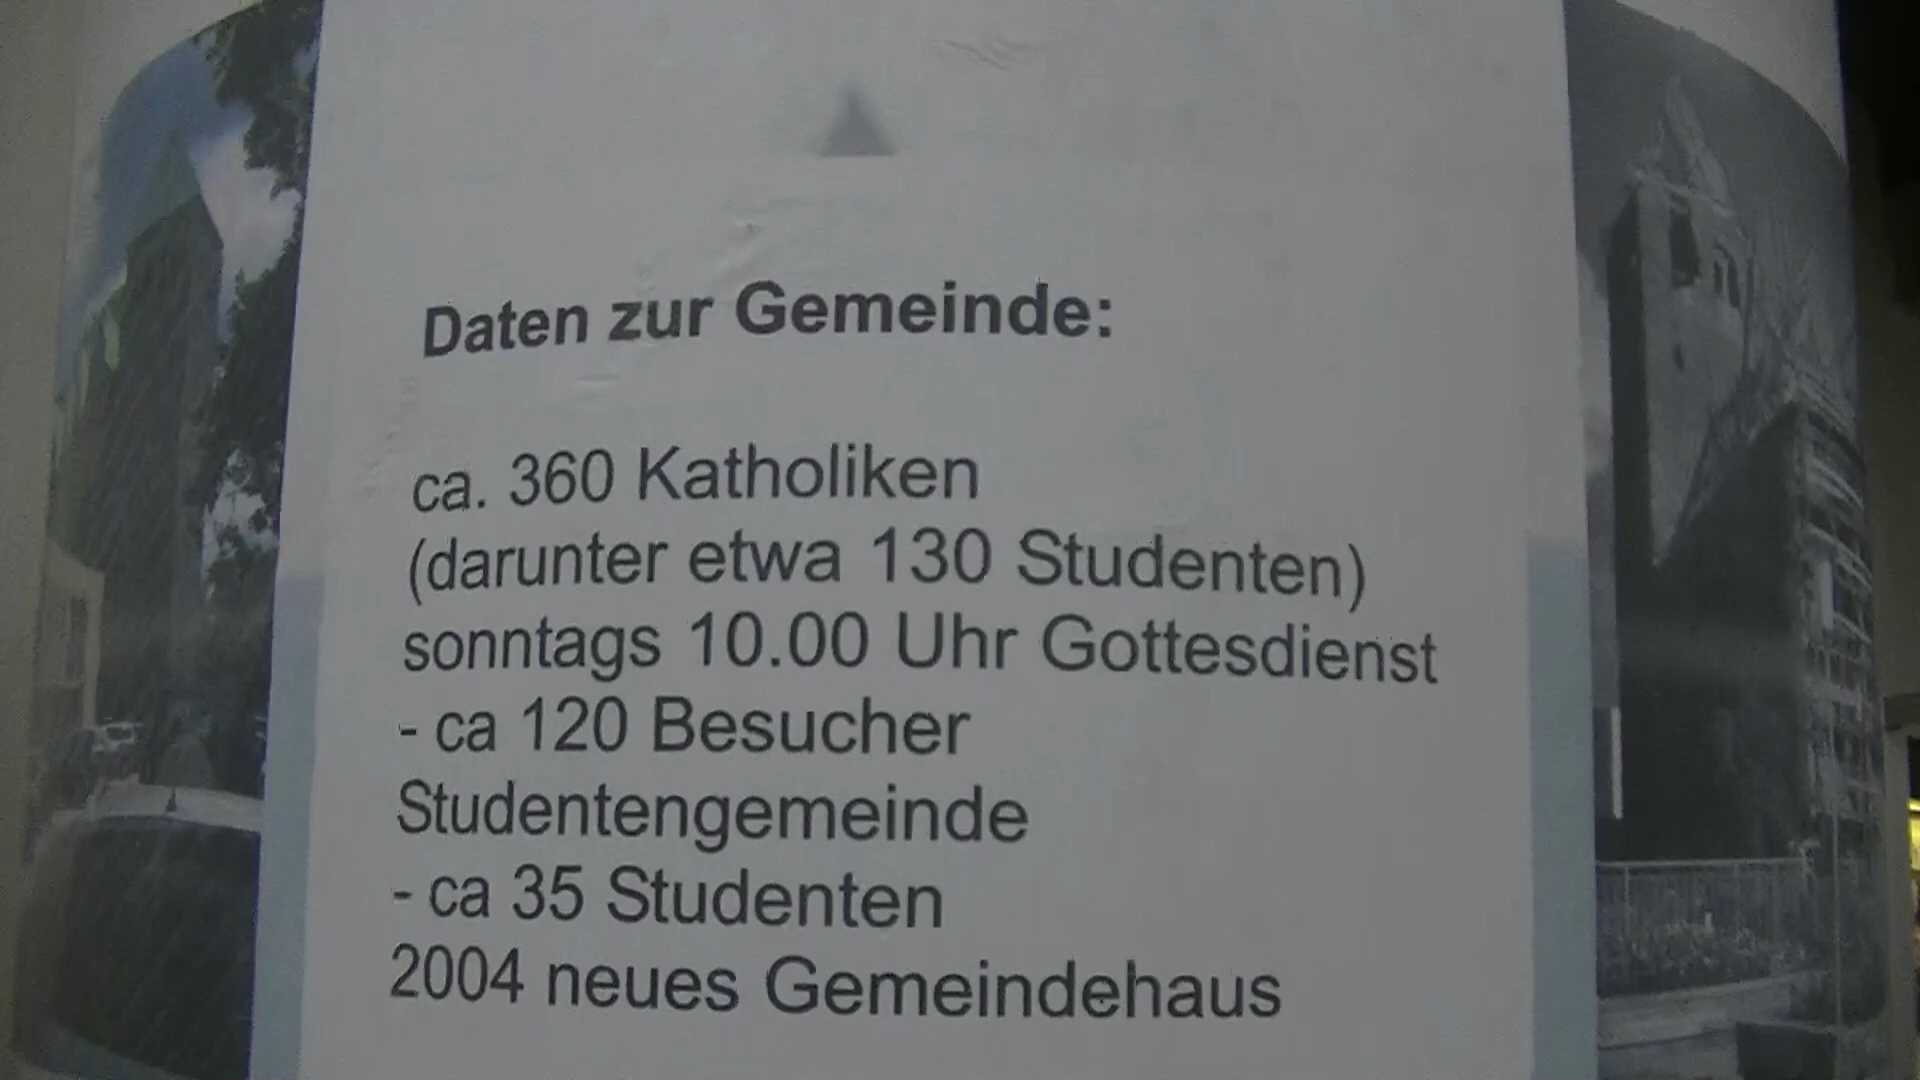 Daten zur Gemeinde:
ca. 360 Katholiken
(darunter etwa 130 Studenten)
sonntags 10.00 Uhr Gottesdienst
- ca 120 Besucher
Studentengemeinde
- ca 35 Studenten
2004 neues Gemeindehaus